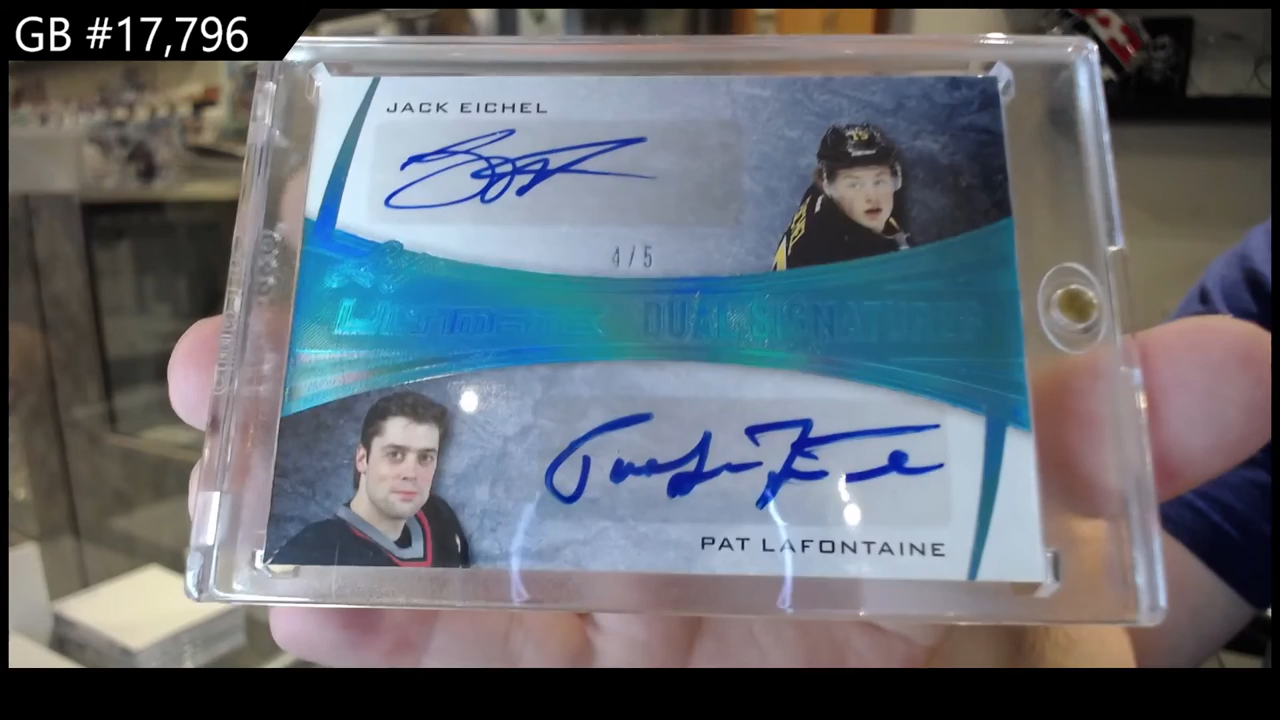 GB #17,796
JACK EICHEL
4/5
ULTIMATE DUAL SIGNATURES
PAT LAFONTAINE